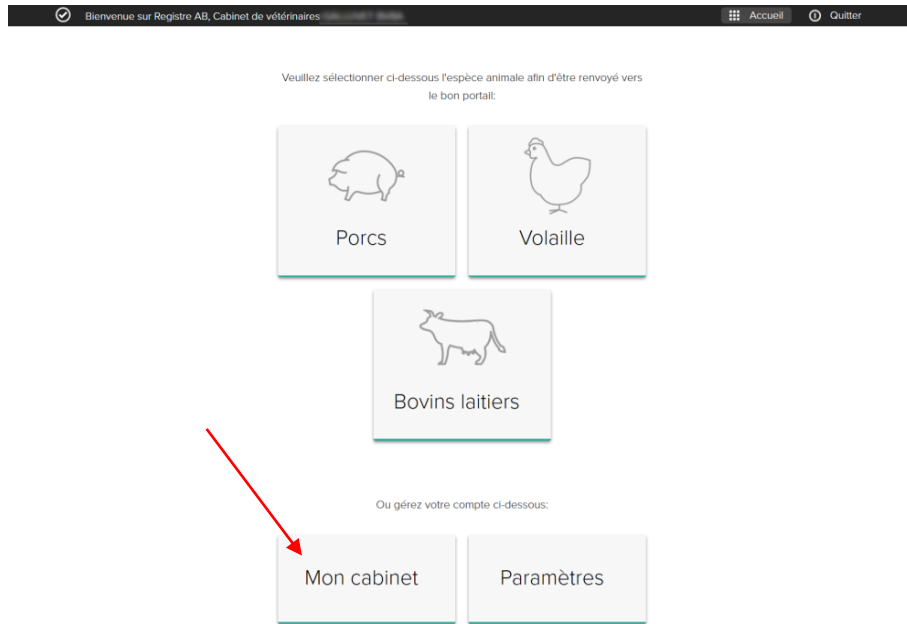 Bienvenue sur Registre AB, Cabinet de vétérinaires
Accueil
Quitter
Veuillez sélectionner ci-dessous l'espèce animale afin d'être renvoyé vers
le bon portail:
Porcs
Volaille
Bovins laitiers
Ou gérez votre compte ci-dessous:
Mon cabinet
Paramètres